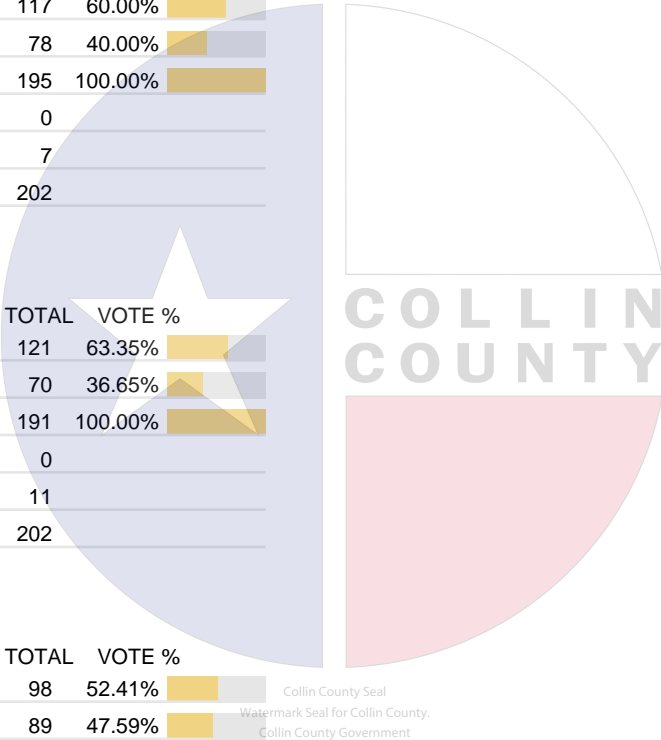 117 60.00%
78 40.00%
195 100.00%
0
7
202
TOTAL VOTE %
121 63.35%
70 36.65%
191 100.00%
0
11
202
COLLIN
COUNTY
TOTAL VOTE %
98 52.41%
89 47.59%
Collin County Seal
Watermark Seal for Collin County.
Collin County Government